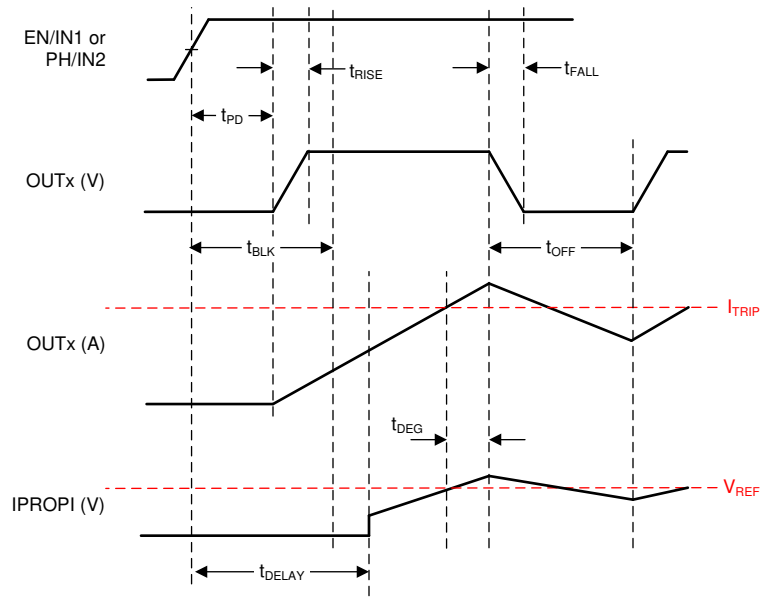 EN/IN1 or
PH/IN2
tRISE
tFALL
tPD
OUTx (V)
tBLK
tOFF
ITRIP
OUTx (A)
tDEG
IPROPI (V)
VREF
tDELAY